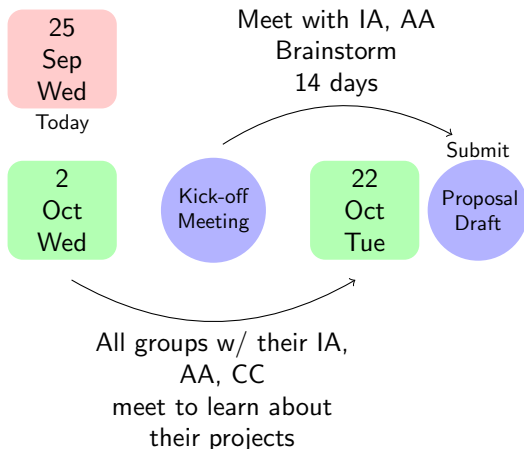 25
Sep
Wed
Today
Meet with IA, AA
Brainstorm
14 days
2
Oct
Wed
Kick-off
Meeting
22
Oct
Tue
Submit
Proposal
Draft
All groups w/ their IA,
AA, CC
meet to learn about
their projects